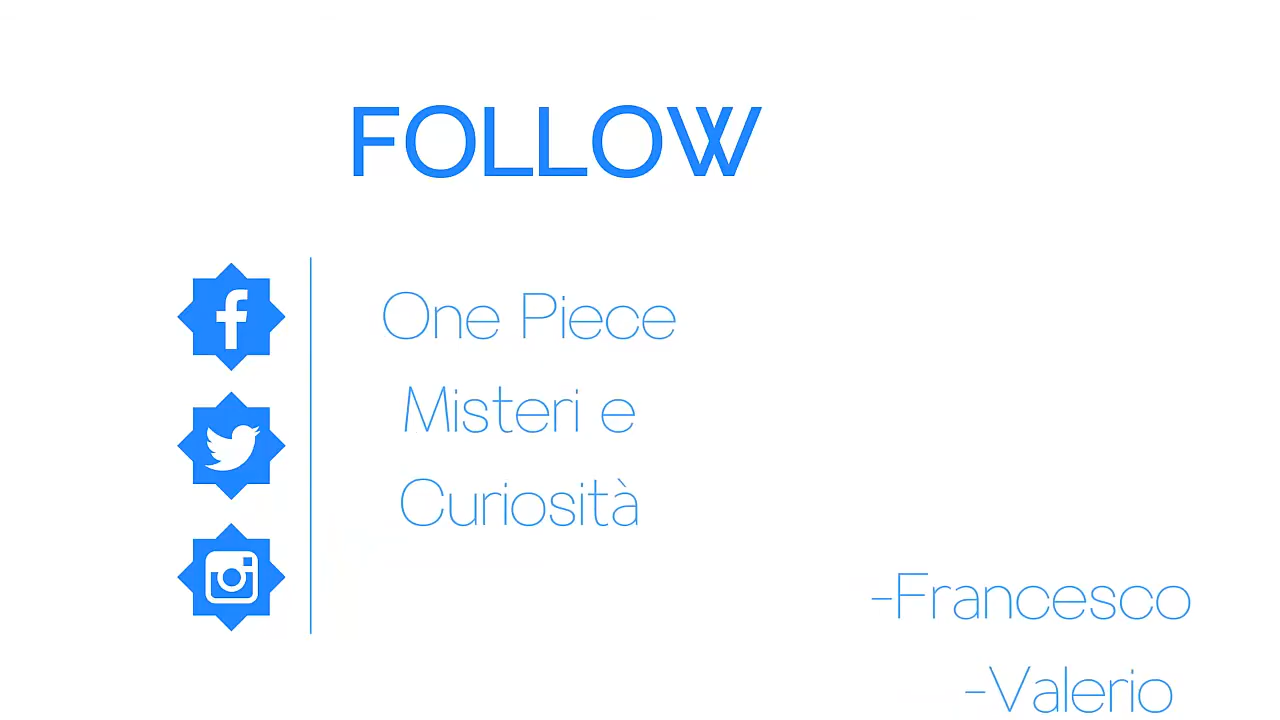 FOLLOW
One Piece
Misteri e
Curiosità
-Francesco
-Valerio